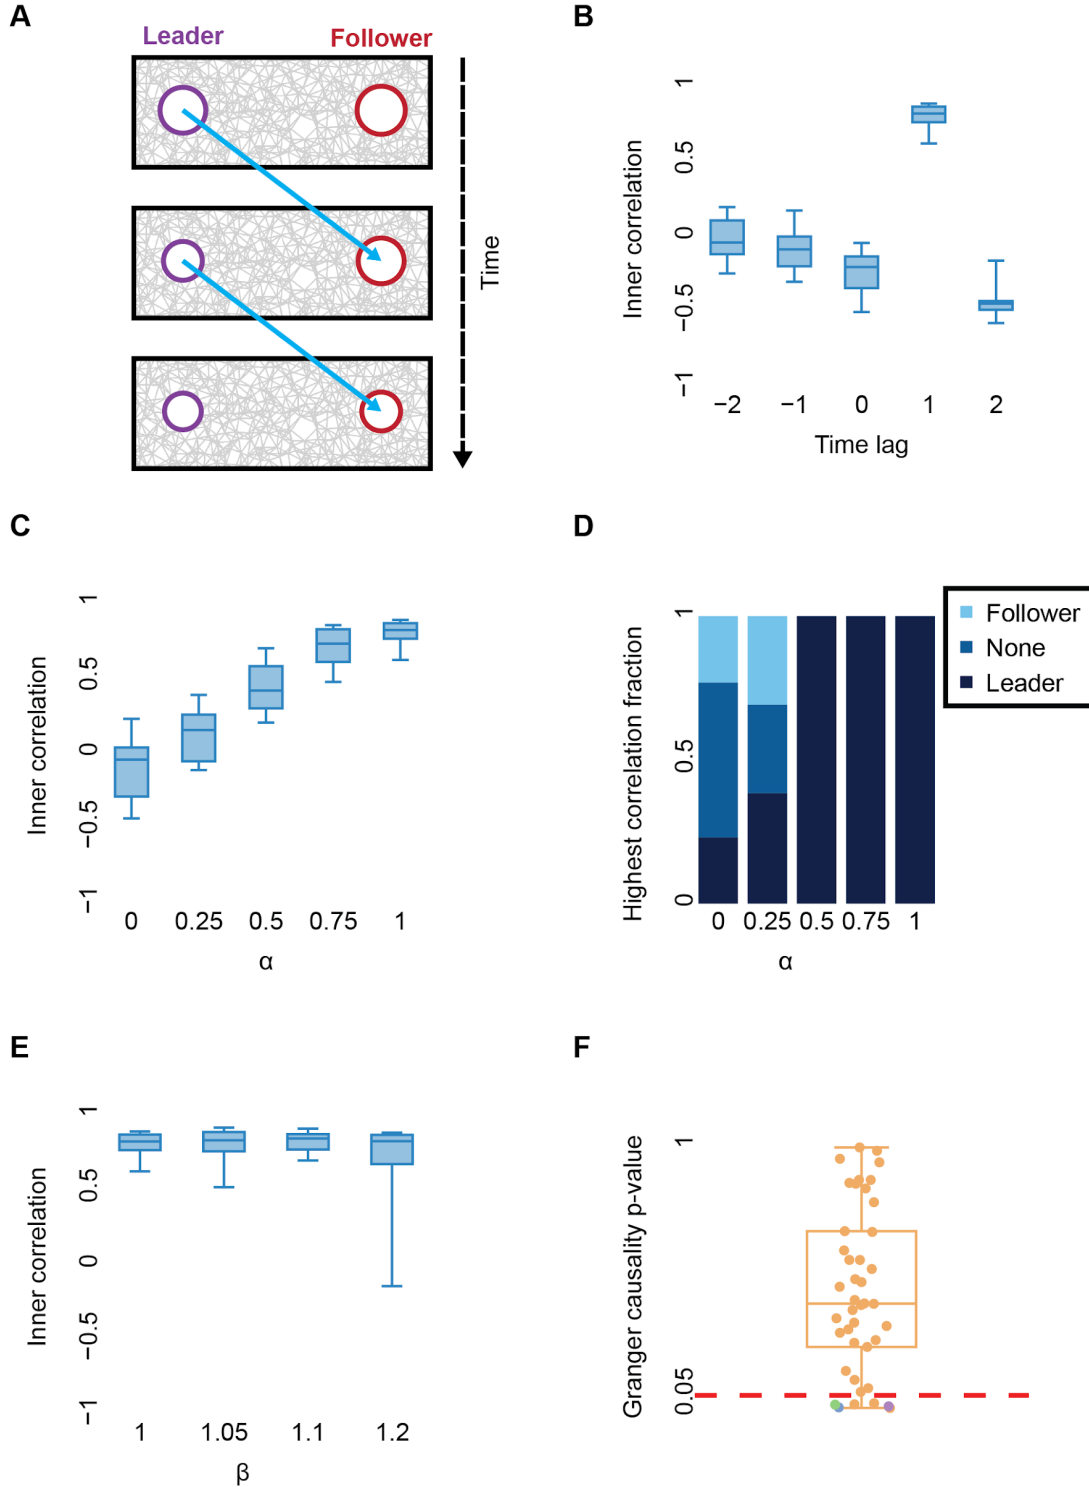 A
Leader
Follower
Time
B
Inner correlation
1
0.5
0
−0.5
−1
−2
−1
0
1
2
Time lag
C
Inner correlation
1
0.5
0
−0.5
−1
0
0.25
0.5
0.75
1
α
D
Highest correlation fraction
1
0.5
0
0
0.25
0.5
0.75
1
α
Follower
None
Leader
E
Inner correlation
1
0.5
0
−0.5
−1
1
1.05
1.1
1.2
β
F
Granger causality p-value
1
0.05